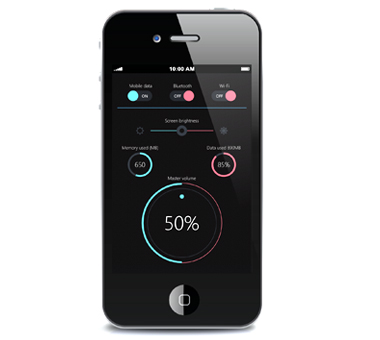 10:00 AM
Mobile data Bluetooth Wi-Fi
ON OFF OFF
Screen brightness
Memory used (MB)
650
Data used
85%
Master volume
50%